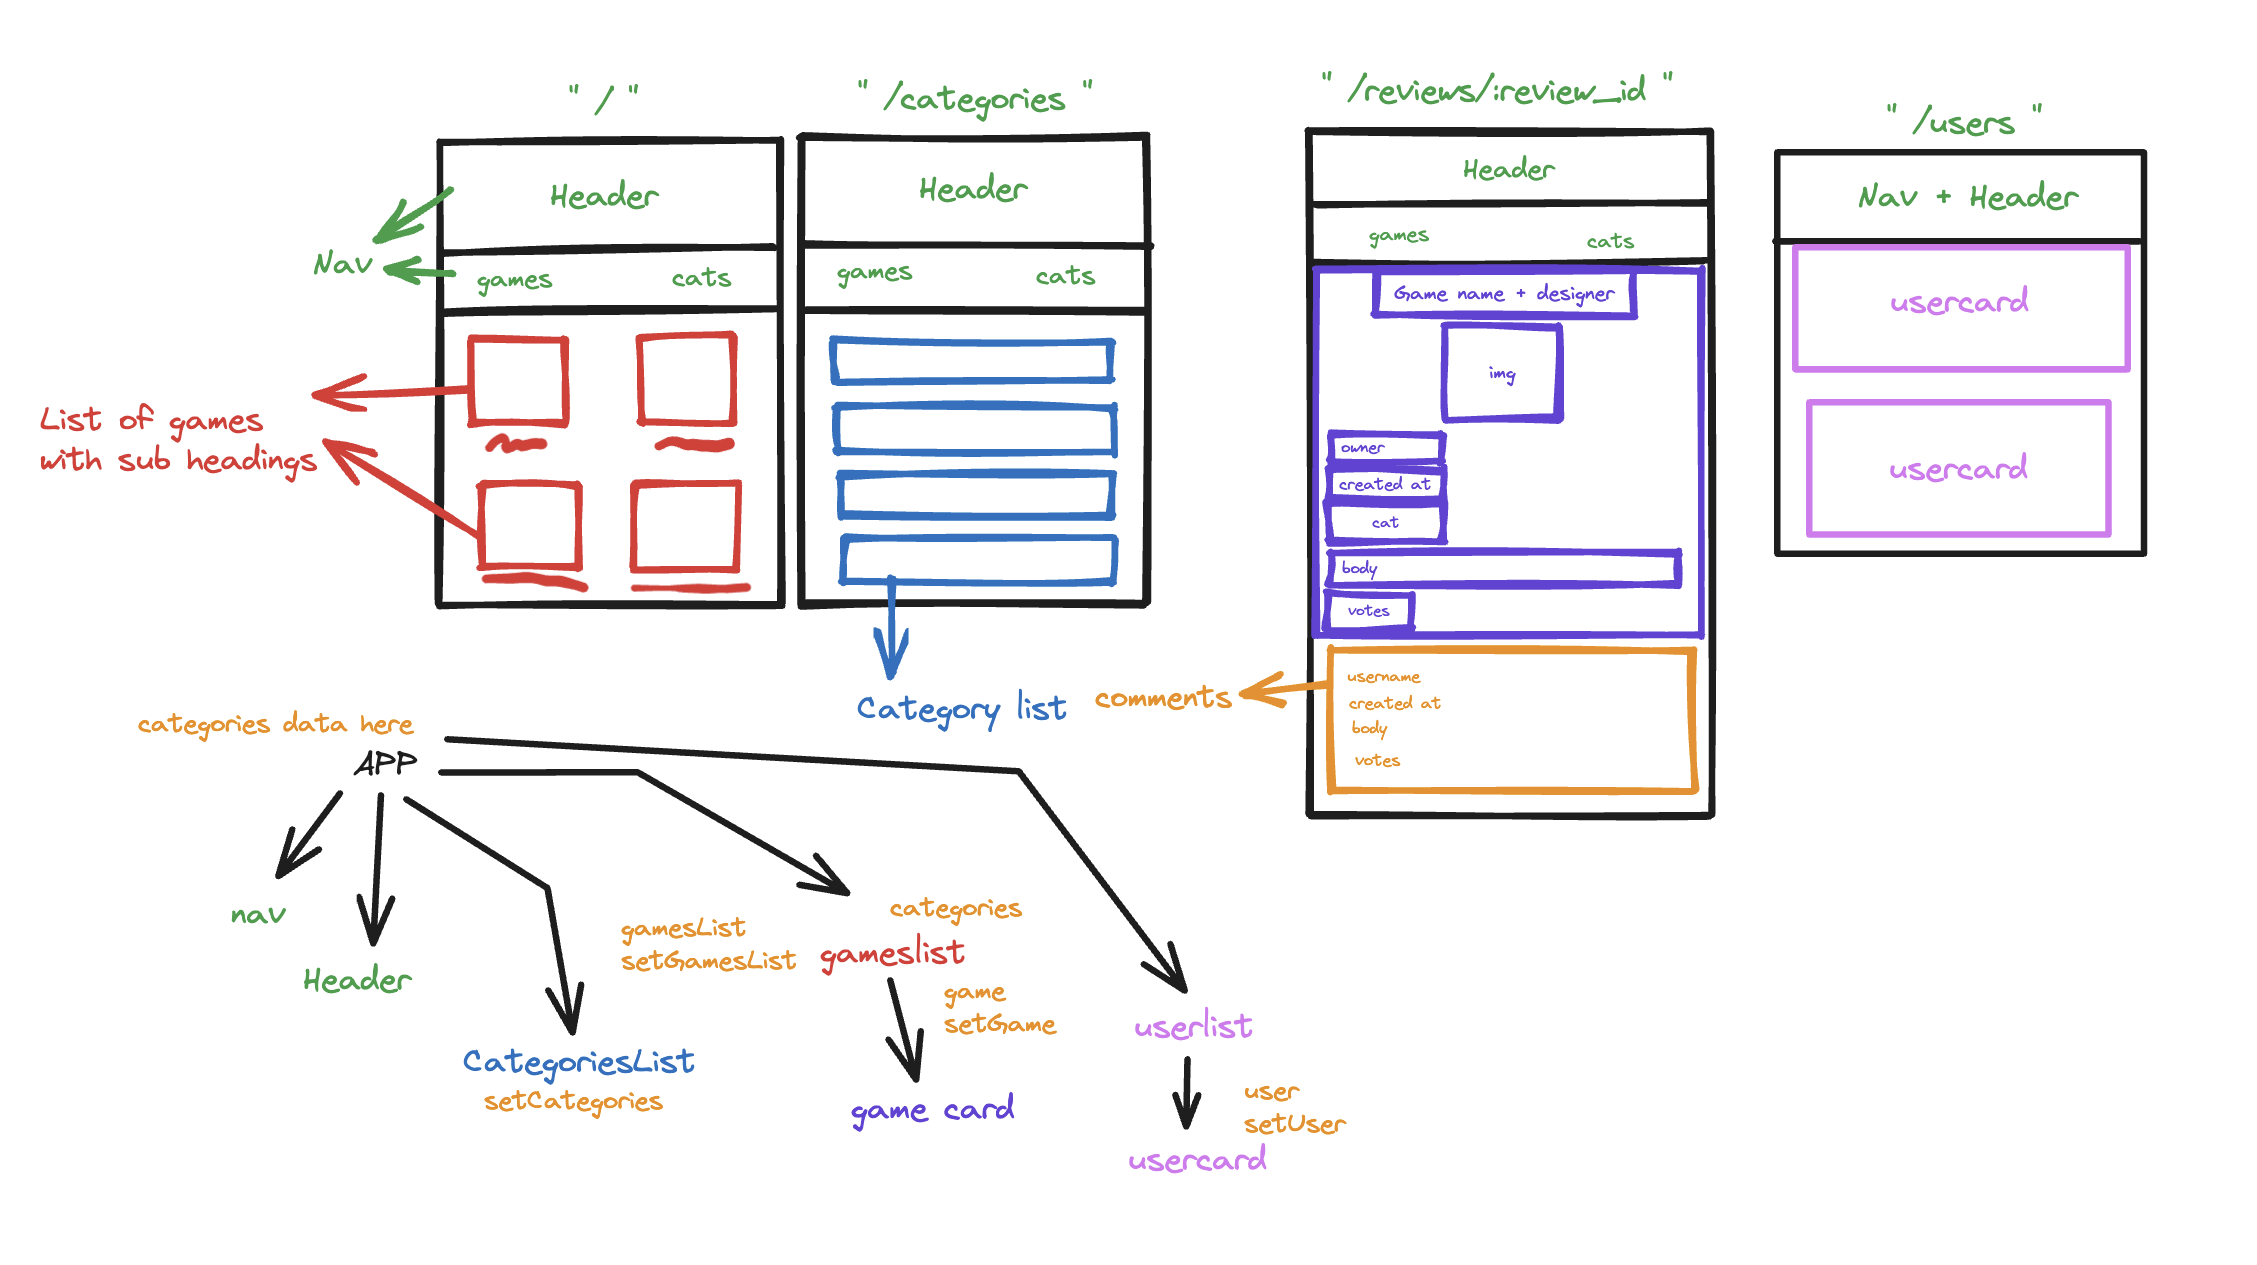 " / "
Header
games cats
Nav
List of games
with sub headings
" /categories "
Header
games cats
Category list
" /reviews/:review_id "
Header
games cats
Game name + designer
img
owner
created at
cat
body
votes
comments
username
created at
body
votes
" /users "
Nav + Header
usercard
usercard
categories data here
APP
nav
Header
CategoriesList
setCategories
gamesList
setGamesList
categories
gameslist
game
setGame
game card
userlist
user
setUser
usercard